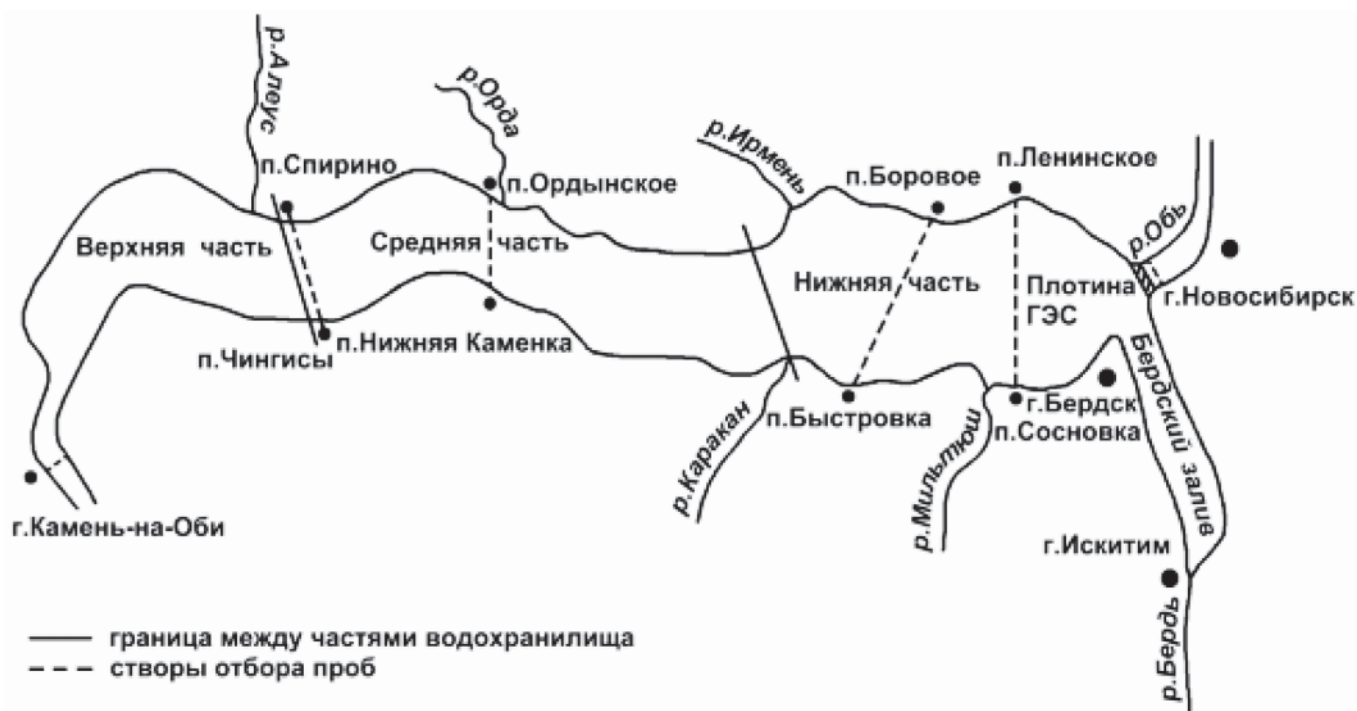 р.Алеус
р.Орда
р.Ирмень
п.Спирино
п.Ордынское
п.Боровое
п.Ленинское
р.Обь
Верхняя часть
Средняя часть
Нижняя часть
Плотина
ГЭС
г.Новосибирск
п.Чингисы
п.Нижняя Каменка
п.Быстровка
г.Бердск
п.Сосновка
Бердский залив
р.Каракан
р.Мильтюш
г.Камень-на-Оби
г.Искитим
р.Бердь
граница между частями водохранилища
створы отбора проб